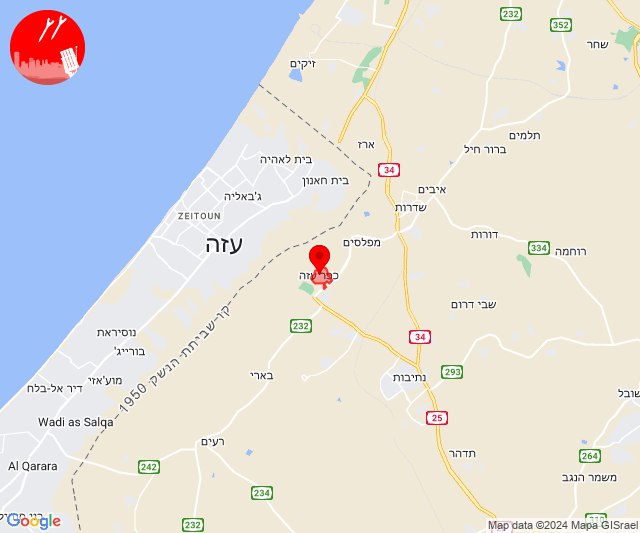 232
352
שחר
זיקים
תלמים
ארז
ברור חיל
בית לאהיה
34
בית חאנון
איבים
ג'באליה
שדרות
ZEITOUN
דורות
עזה
מפלסים
334
רוחמה
כפר עזה
שבי דרום
232
נוסיראת
34
בורייג'
קו-שביתת-הנשק 1950
293
בארי
נתיבות
מוע'אזי
דיר אל-בלח
שובל
25
Wadi as Salqa
רעים
תדהר
264
Al Qarara
242
משמר הנגב
234
310
232
Google
Map data ©2024 Mapa GISrael